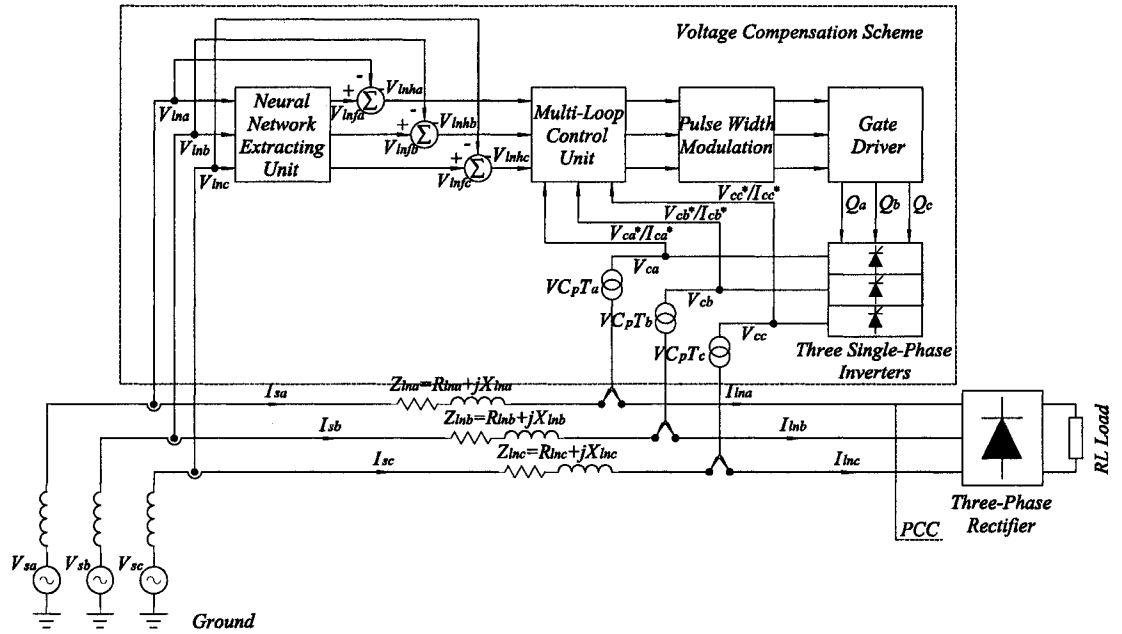 Voltage Compensation Scheme
Neural
Network
Extracting
Unit
Multi-Loop
Control
Unit
Pulse Width
Modulation
Gate
Driver
Vlna
Vlnb
Vlnc
+
-
Vlnfa
Vlnha
+
-
Vlnfb
Vlnhb
+
-
Vlnfc
Vlnhc
Σ
Σ
Σ
Vcc*/Icc*
Vcb*/Icb*
Vca*/Ica*
Qa
Qb
Qc
Vca
Vcb
Vcc
VCpTa
VCpTb
VCpTc
Three Single-Phase
Inverters
Isa
Zlna=Rlna+jXlna
Ilna
Isb
Zlnb=Rlnb+jXlnb
Ilnb
Isc
Zlnc=Rlnc+jXlnc
Ilnc
RL Load
Three-Phase
Rectifier
PCC
Vsa
Vsb
Vsc
Ground